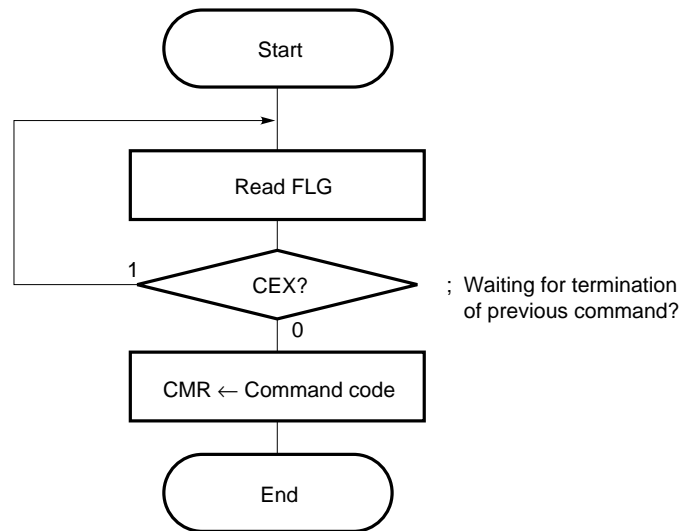 Start
Read FLG
1
CEX?
; Waiting for termination
of previous command?
0
CMR ← Command code
End